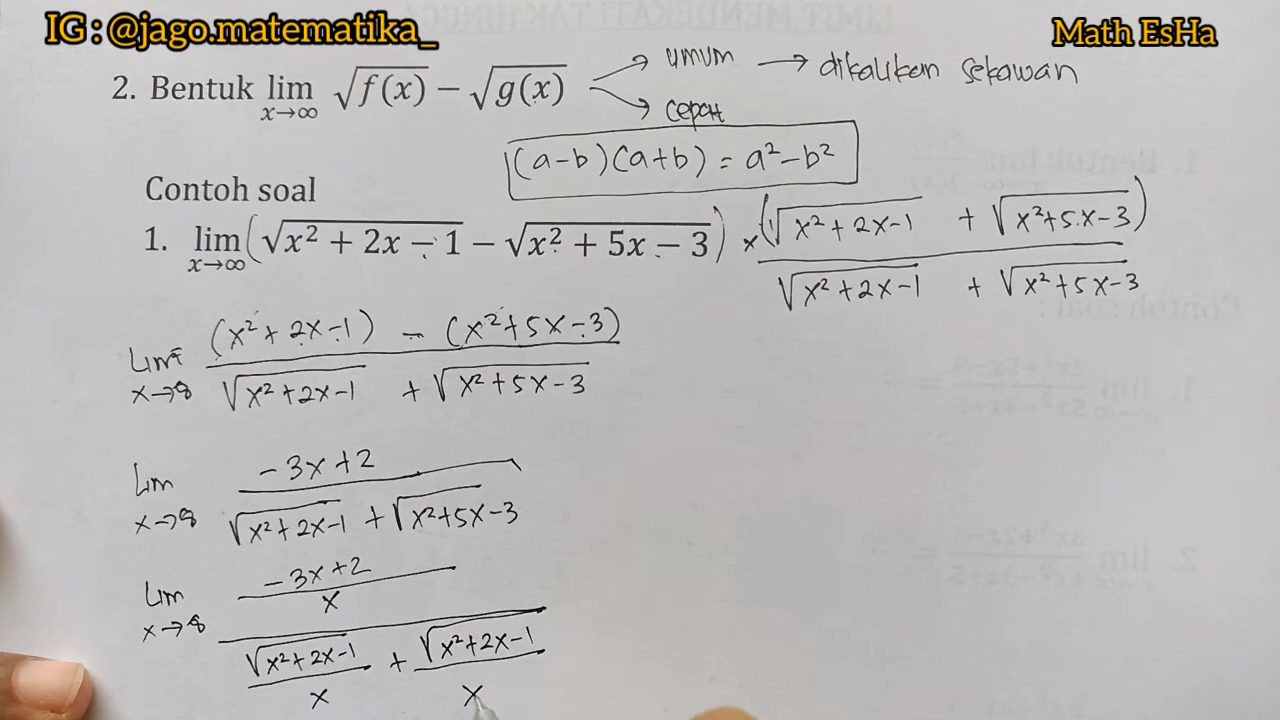 IG : @jago.matematika_
Math EsHa
2. Bentuk lim x→∞ √f(x) − √g(x)
umum → dikalikan sekawan
cepat
(a-b)(a+b) = a²-b²
Contoh soal
1. lim x→∞ (√x² + 2x − 1 − √x² + 5x − 3) × (√x²+2x-1 + √x²+5x-3) / √x²+2x-1 + √x²+5x-3
Lim x→∞ (x²+2x-1) - (x²+5x-3) / √x²+2x-1 + √x²+5x-3
Lim x→∞ -3x+2 / √x²+2x-1 + √x²+5x-3
Lim x→∞ -3x+2 / x / √x²+2x-1 / x + √x²+2x-1 / x